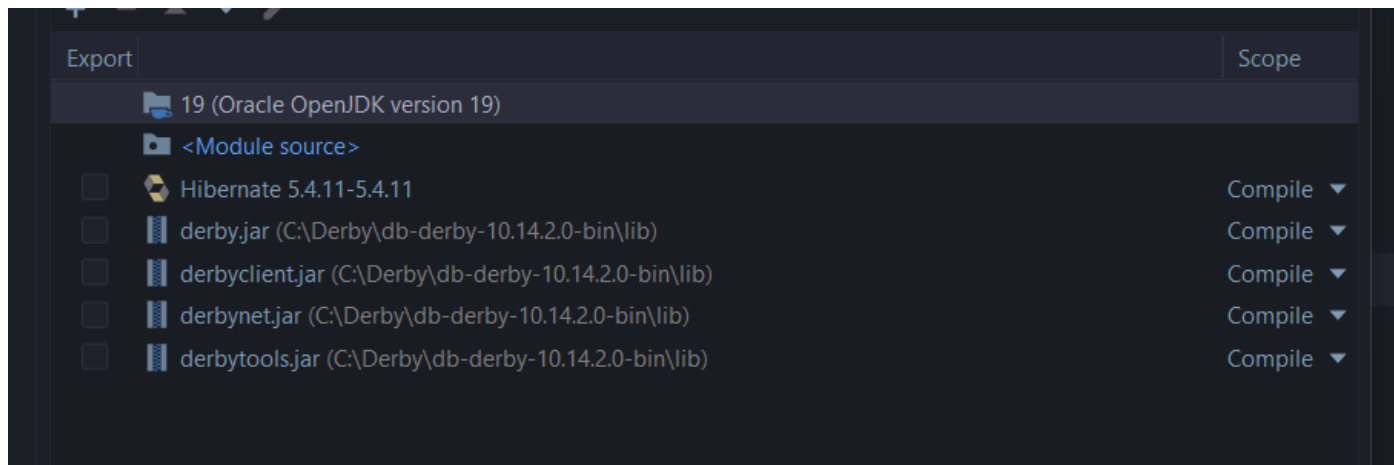 Export Scope
19 (Oracle OpenJDK version 19)
<Module source>
Hibernate 5.4.11-5.4.11 Compile
derby.jar (C:\Derby\db-derby-10.14.2.0-bin\lib) Compile
derbyclient.jar (C:\Derby\db-derby-10.14.2.0-bin\lib) Compile
derbynet.jar (C:\Derby\db-derby-10.14.2.0-bin\lib) Compile
derbytools.jar (C:\Derby\db-derby-10.14.2.0-bin\lib) Compile